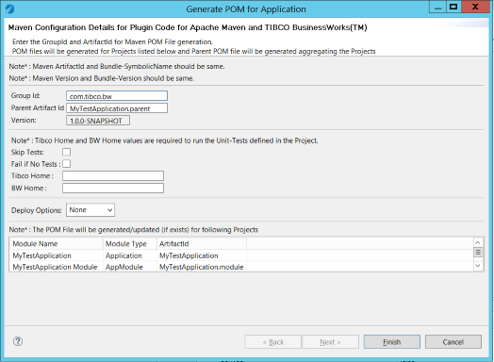 Generate POM for Application
Maven Configuration Details for Plugin Code for Apache Maven and TIBCO BusinessWorks(TM)
Enter the GroupId and ArtifactId for Maven POM File generation.
POM files will be generated for Projects listed below and Parent POM file will be generated aggregating the Projects
Note* : Maven ArtifactId and Bundle-SymbolicName should be same.
Note* : Maven Version and Bundle-Version should be same.
Group Id: com.tibco.bw
Parent Artifact Id MyTestApplication.parent
Version: 1.0.0-SNAPSHOT
Note* : Tibco Home and BW Home values are required to run the Unit-Tests defined in the Project.
Skip Tests:
Fail if No Tests :
Tibco Home :
BW Home :
Deploy Options: None
Note* : The POM File will be generated/updated (if exists) for following Projects
Module Name Module Type ArtifactId
MyTestApplication Application MyTestApplication
MyTestApplication Module AppModule MyTestApplication.module
? < Back Next > Finish Cancel